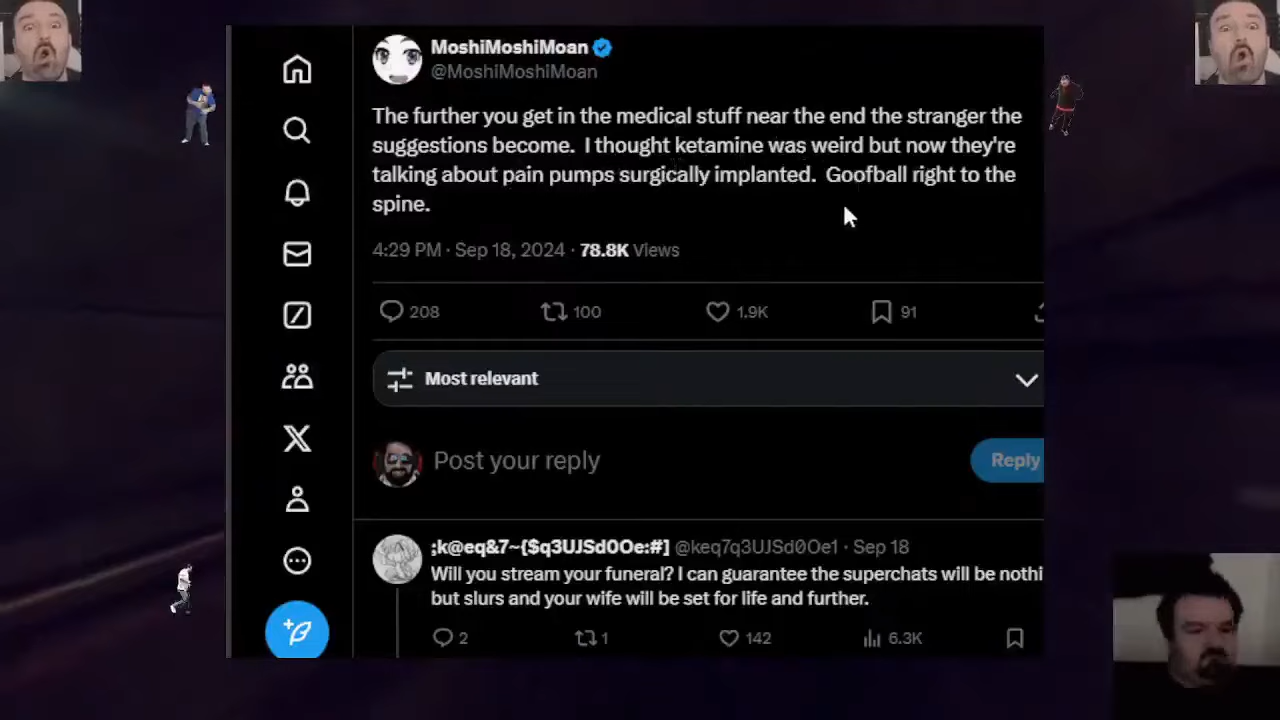 MoshiMoshiMoan
@MoshiMoshiMoan
The further you get in the medical stuff near the end the stranger the
suggestions become.  I thought ketamine was weird but now they're
talking about pain pumps surgically implanted.  Goofball right to the
spine.
4:29 PM · Sep 18, 2024 · 78.8K Views
208 100 1.9K 91
Most relevant
Post your reply
Reply
;k@eq&7~{$q3UJSd0Oe:#] @keq7q3UJSd0Oe1 · Sep 18
Will you stream your funeral? I can guarantee the superchats will be nothi
but slurs and your wife will be set for life and further.
2 1 142 6.3K